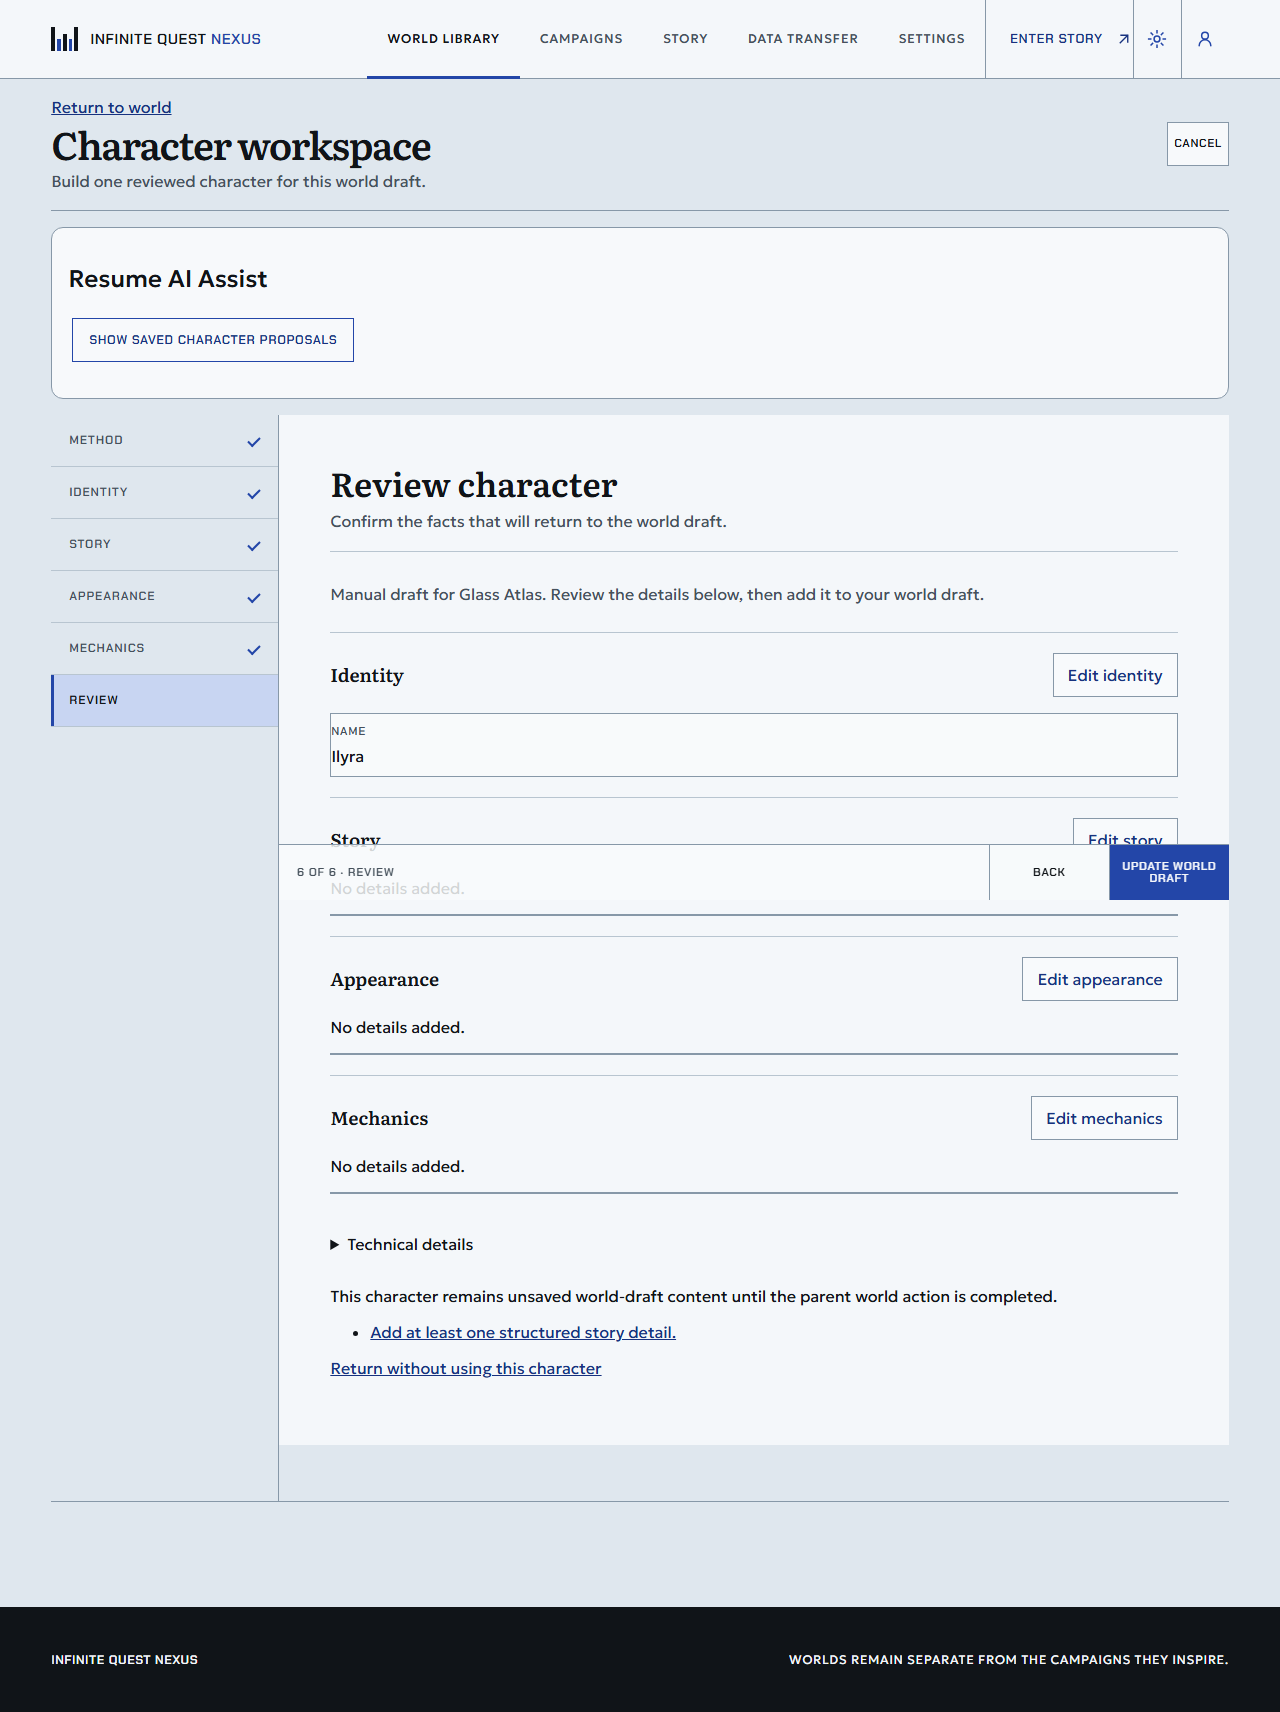 INFINITE QUEST NEXUS
WORLD LIBRARY
CAMPAIGNS
STORY
DATA TRANSFER
SETTINGS
ENTER STORY
Return to world
Character workspace
CANCEL
Build one reviewed character for this world draft.
Resume AI Assist
SHOW SAVED CHARACTER PROPOSALS
METHOD
IDENTITY
STORY
APPEARANCE
MECHANICS
REVIEW
Review character
Confirm the facts that will return to the world draft.
Manual draft for Glass Atlas. Review the details below, then add it to your world draft.
Identity
Edit identity
NAME
Ilyra
Story
Edit story
6 OF 6 · REVIEW
BACK
UPDATE WORLD
DRAFT
No details added.
Appearance
Edit appearance
No details added.
Mechanics
Edit mechanics
No details added.
Technical details
This character remains unsaved world-draft content until the parent world action is completed.
• Add at least one structured story detail.
Return without using this character
INFINITE QUEST NEXUS
WORLDS REMAIN SEPARATE FROM THE CAMPAIGNS THEY INSPIRE.